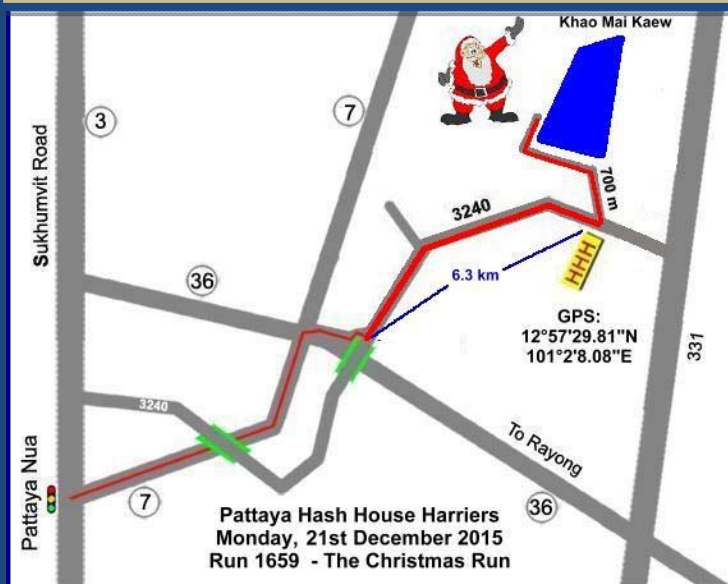 Khao Mai Kaew
3
7
Sukhumvit Road
700 m
3240
36
6.3 km
HHH
GPS:
12°57'29.81"N
101°2'8.08"E
331
3240
To Rayong
Pattaya Nua
7
36
Pattaya Hash House Harriers
Monday, 21st December 2015
Run 1659 - The Christmas Run